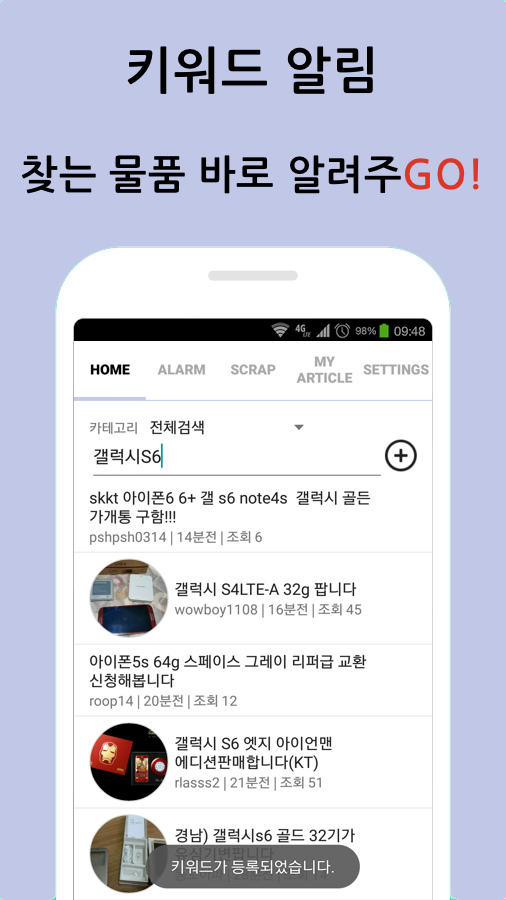 키워드 알림
찾는 물품 바로 알려주GO!
4G LTE 98% 09:48
HOME ALARM SCRAP MY ARTICLE SETTINGS
카테고리 전체검색
갤럭시S6
skkt 아이폰6 6+ 갤 s6 note4s 갤럭시 골든
가개통 구함!!!
pshpsh0314 | 14분전 | 조회 6
갤럭시 S4LTE-A 32g 팝니다
wowboy1108 | 16분전 | 조회 45
아이폰5s 64g 스페이스 그레이 리퍼급 교환
신청해봅니다
roop14 | 20분전 | 조회 12
갤럭시 S6 엣지 아이언맨
에디션판매합니다(KT)
rlasss2 | 21분전 | 조회 51
경남) 갤럭시s6 골드 32기가
유심기변팝니다
키워드가 등록되었습니다.